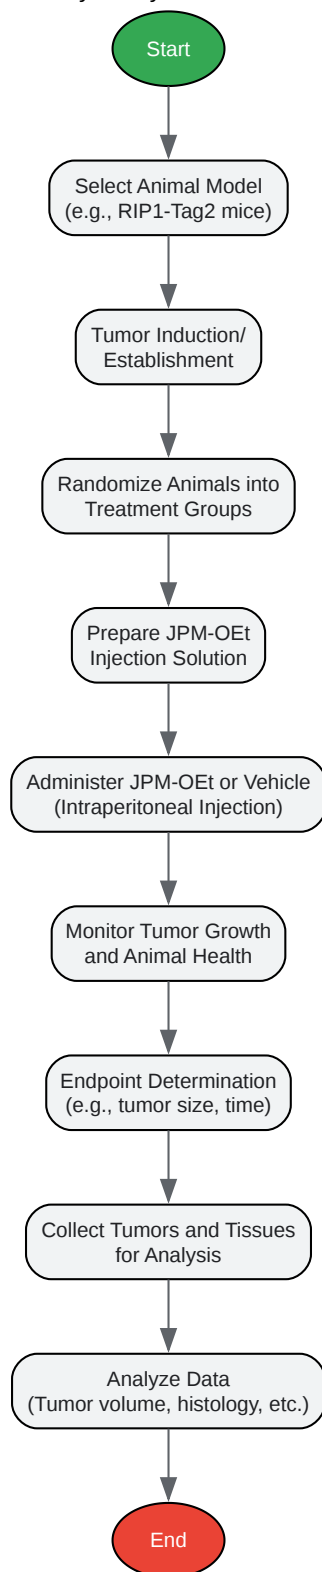 Start
Select Animal Model
(e.g., RIP1-Tag2 mice)
Tumor Induction/
Establishment
Randomize Animals into
Treatment Groups
Prepare JPM-OEt
Injection Solution
Administer JPM-OEt or Vehicle
(Intraperitoneal Injection)
Monitor Tumor Growth
and Animal Health
Endpoint Determination
(e.g., tumor size, time)
Collect Tumors and Tissues
for Analysis
Analyze Data
(Tumor volume, histology, etc.)
End